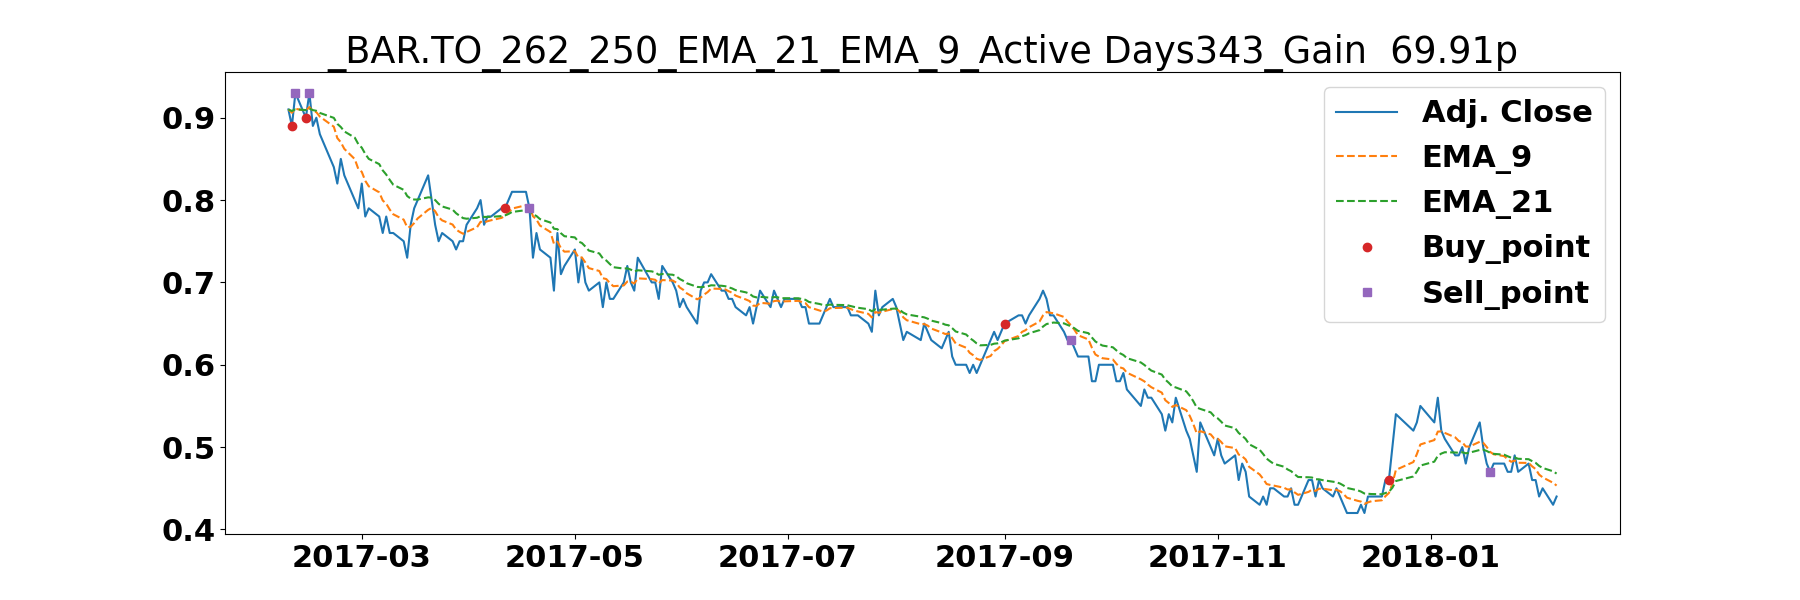 _BAR.TO_262_250_EMA_21_EMA_9_Active Days343_Gain  69.91p
Adj. Close
EMA_9
EMA_21
Buy_point
Sell_point
0.9
0.8
0.7
0.6
0.5
0.4
2017-03 2017-05 2017-07 2017-09 2017-11 2018-01